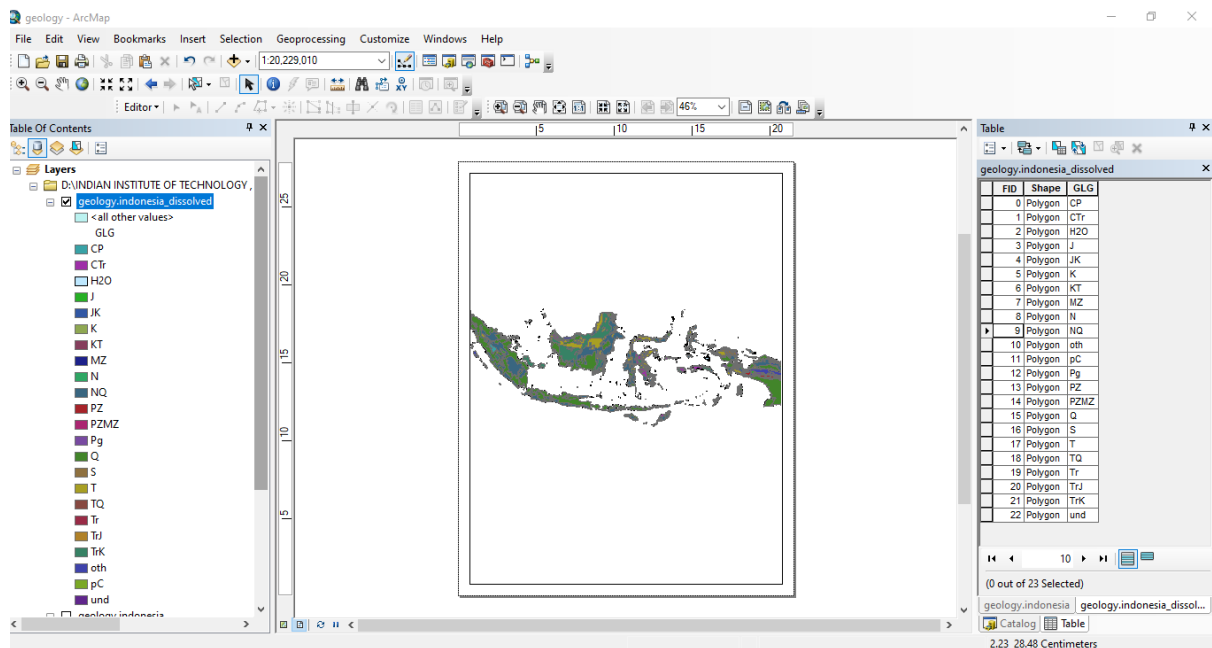 geology - ArcMap
File Edit View Bookmarks Insert Selection Geoprocessing Customize Windows Help
1:20,229,010
Editor 46%
Table Of Contents
Layers
D:\INDIAN INSTITUTE OF TECHNOLOGY ,
geology.indonesia_dissolved
<all other values>
GLG
CP
CTr
H2O
J
JK
K
KT
MZ
N
NQ
PZ
PZMZ
Pg
Q
S
T
TQ
Tr
TrJ
TrK
oth
pC
und
geology.indonesia
5 10 15 20
25
20
15
10
5
Table
geology.indonesia_dissolved
FID Shape GLG
0 Polygon CP
1 Polygon CTr
2 Polygon H2O
3 Polygon J
4 Polygon JK
5 Polygon K
6 Polygon KT
7 Polygon MZ
8 Polygon N
9 Polygon NQ
10 Polygon oth
11 Polygon pC
12 Polygon Pg
13 Polygon PZ
14 Polygon PZMZ
15 Polygon Q
16 Polygon S
17 Polygon T
18 Polygon TQ
19 Polygon Tr
20 Polygon TrJ
21 Polygon TrK
22 Polygon und
10
(0 out of 23 Selected)
geology.indonesia geology.indonesia_dissol...
Catalog Table
2.23 28.48 Centimeters